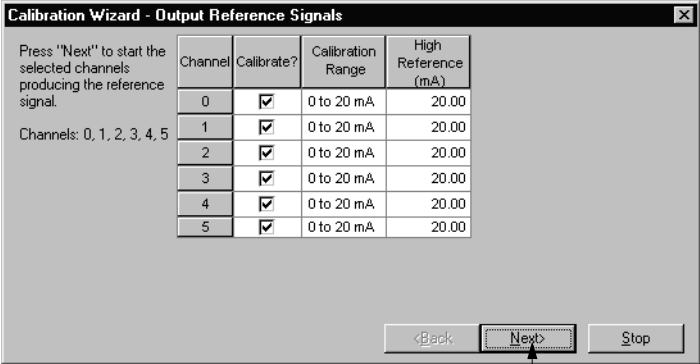 Calibration Wizard - Output Reference Signals
Press "Next" to start the
selected channels
producing the reference
signal.
Channels: 0, 1, 2, 3, 4, 5
Channel Calibrate? Calibration Range High Reference (mA)
0 0 to 20 mA 20.00
1 0 to 20 mA 20.00
2 0 to 20 mA 20.00
3 0 to 20 mA 20.00
4 0 to 20 mA 20.00
5 0 to 20 mA 20.00
<Back Next> Stop